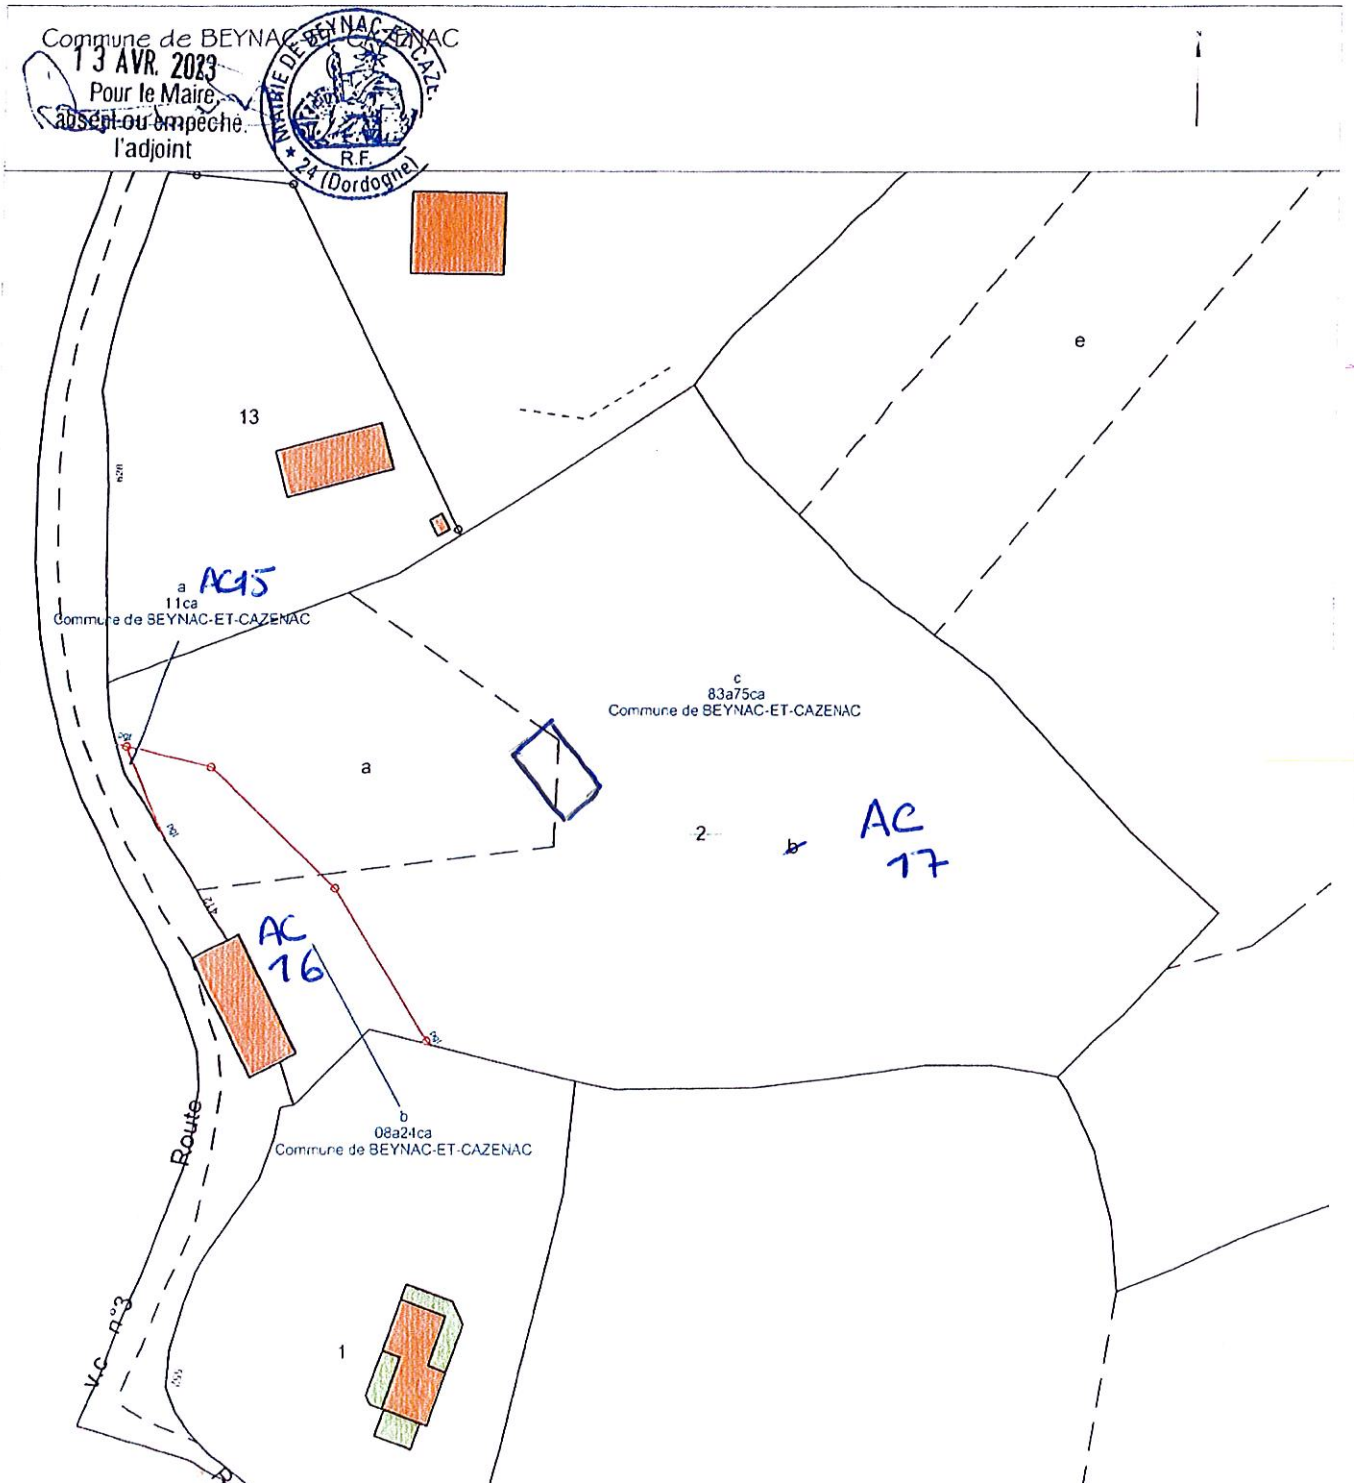 Commune de BEYNAC-ET-CAZENAC
13 AVR. 2023
Pour le Maire,
absent ou empêché.
l'adjoint
★ MAIRIE DE BEYNAC-ET-CAZE.
R.F.
24 (Dordogne)
e
13
628
a AC15
11ca
Commune de BEYNAC-ET-CAZENAC
c
83a75ca
Commune de BEYNAC-ET-CAZENAC
a
2
b
AC
17
412
AC
16
b
08a24ca
Commune de BEYNAC-ET-CAZENAC
Route
v.c n°3
1